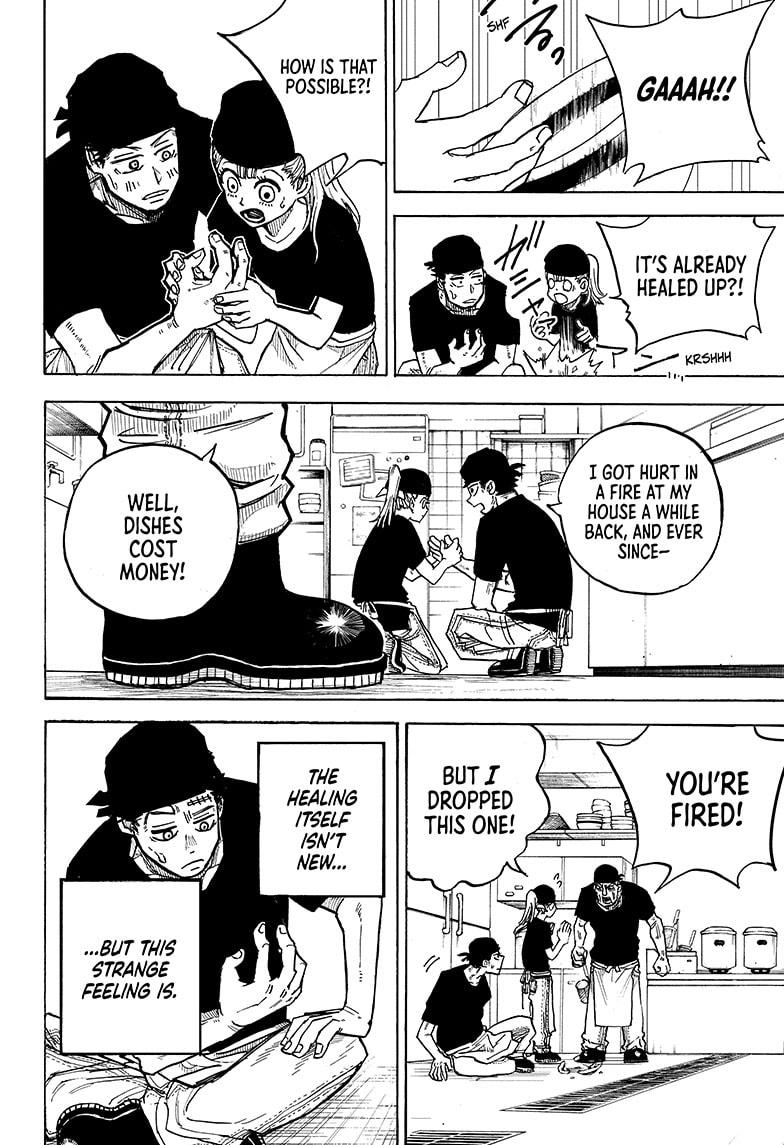 GAAAH!!
SHF
IT'S ALREADY
HEALED UP?!
KRSHHH
HOW IS THAT
POSSIBLE?!
I GOT HURT IN
A FIRE AT MY
HOUSE A WHILE
BACK, AND EVER
SINCE–
WELL,
DISHES
COST
MONEY!
YOU'RE
FIRED!
BUT I
DROPPED
THIS ONE!
THE
HEALING
ITSELF
ISN'T
NEW...
...BUT THIS
STRANGE
FEELING IS.